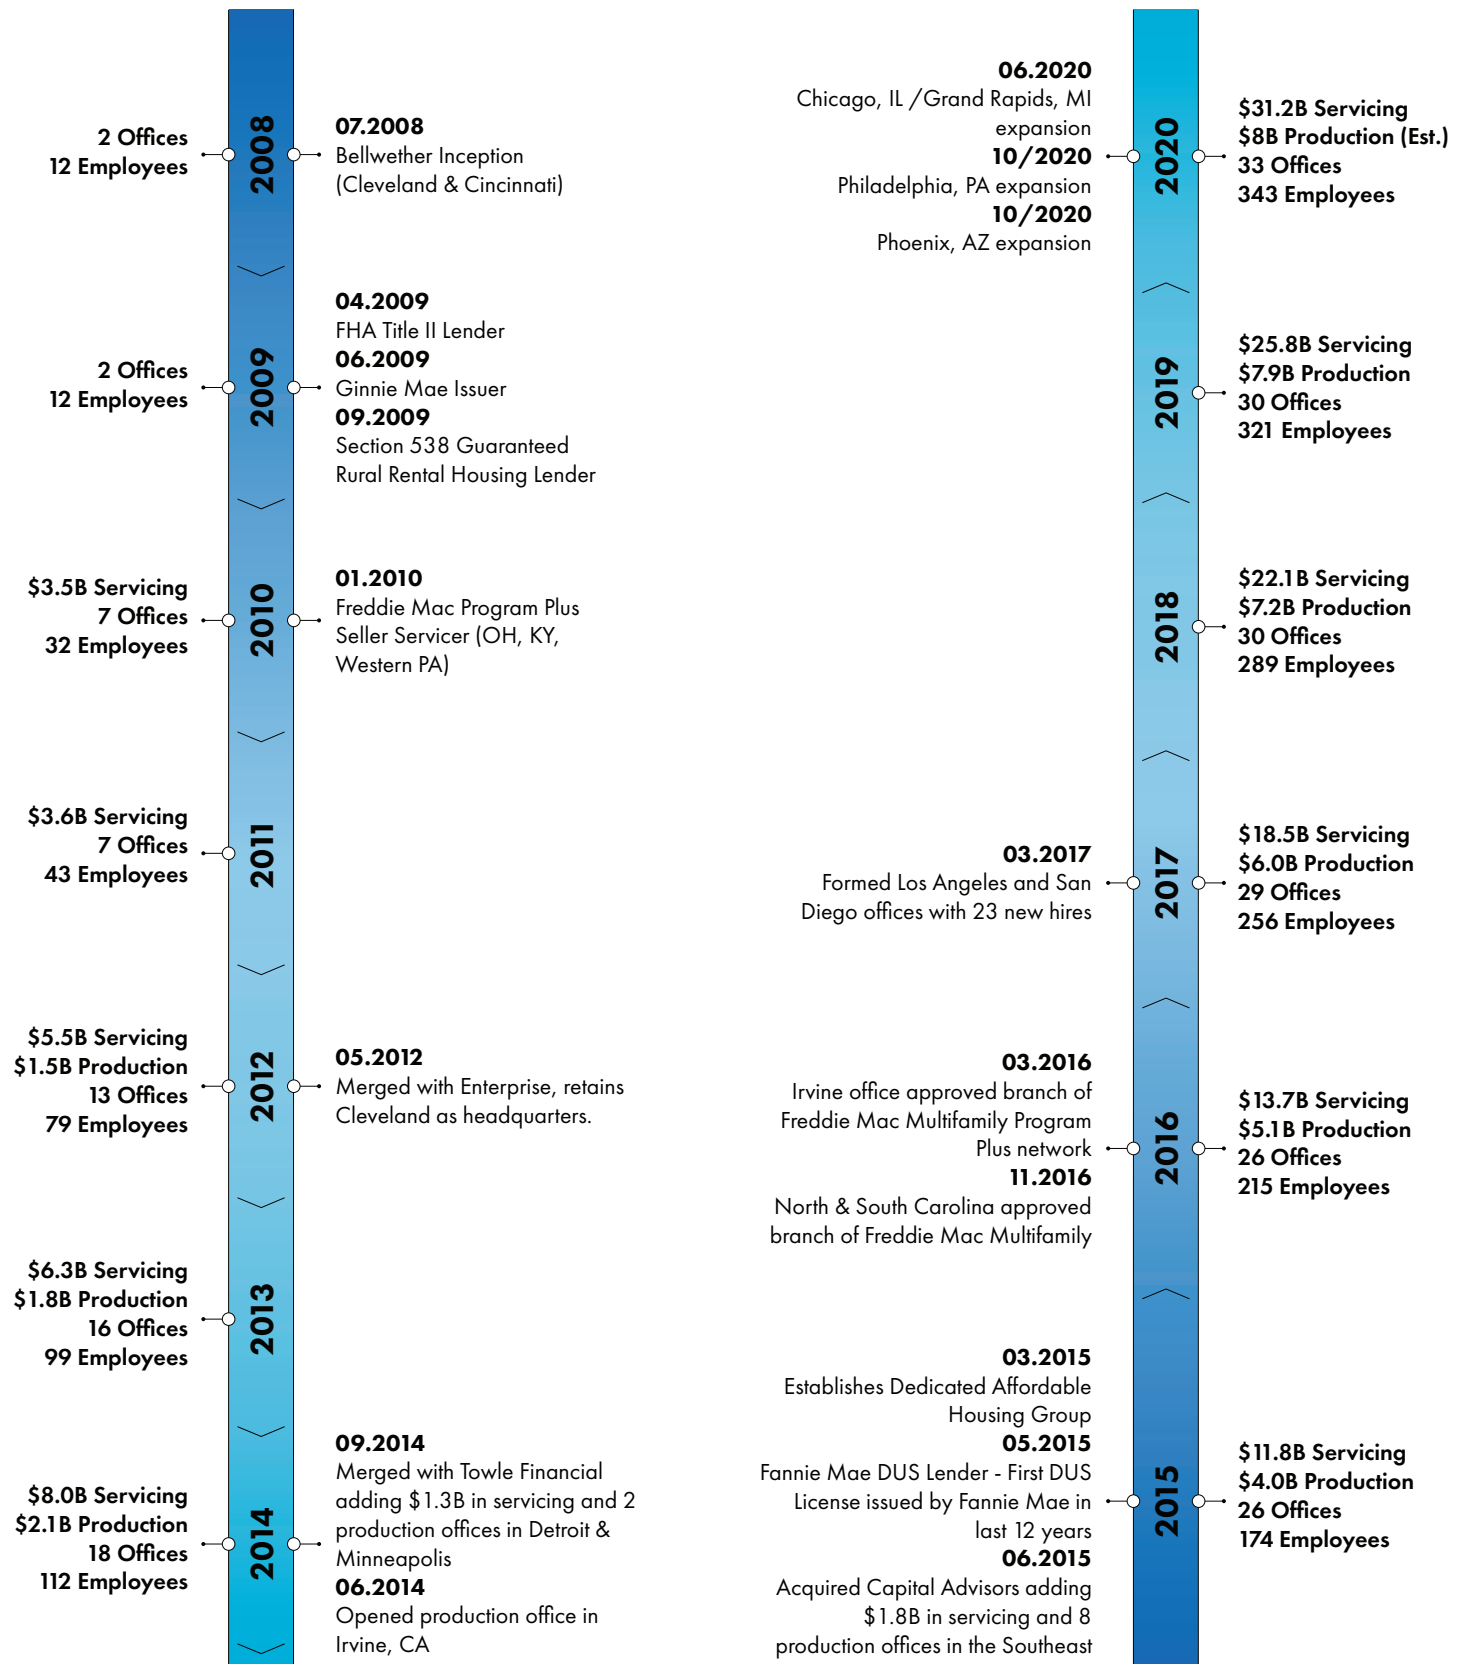 2008
2 Offices
12 Employees
07.2008
Bellwether Inception
(Cleveland & Cincinnati)
2009
2 Offices
12 Employees
04.2009
FHA Title II Lender
06.2009
Ginnie Mae Issuer
09.2009
Section 538 Guaranteed
Rural Rental Housing Lender
2010
$3.5B Servicing
7 Offices
32 Employees
01.2010
Freddie Mac Program Plus
Seller Servicer (OH, KY,
Western PA)
2011
$3.6B Servicing
7 Offices
43 Employees
2012
$5.5B Servicing
$1.5B Production
13 Offices
79 Employees
05.2012
Merged with Enterprise, retains
Cleveland as headquarters.
2013
$6.3B Servicing
$1.8B Production
16 Offices
99 Employees
2014
$8.0B Servicing
$2.1B Production
18 Offices
112 Employees
09.2014
Merged with Towle Financial
adding $1.3B in servicing and 2
production offices in Detroit &
Minneapolis
06.2014
Opened production office in
Irvine, CA
06.2020
Chicago, IL /Grand Rapids, MI
expansion
10/2020
Philadelphia, PA expansion
10/2020
Phoenix, AZ expansion
2020
$31.2B Servicing
$8B Production (Est.)
33 Offices
343 Employees
2019
$25.8B Servicing
$7.9B Production
30 Offices
321 Employees
2018
$22.1B Servicing
$7.2B Production
30 Offices
289 Employees
03.2017
Formed Los Angeles and San
Diego offices with 23 new hires
2017
$18.5B Servicing
$6.0B Production
29 Offices
256 Employees
03.2016
Irvine office approved branch of
Freddie Mac Multifamily Program
Plus network
11.2016
North & South Carolina approved
branch of Freddie Mac Multifamily
2016
$13.7B Servicing
$5.1B Production
26 Offices
215 Employees
03.2015
Establishes Dedicated Affordable
Housing Group
05.2015
Fannie Mae DUS Lender - First DUS
License issued by Fannie Mae in
last 12 years
06.2015
Acquired Capital Advisors adding
$1.8B in servicing and 8
production offices in the Southeast
2015
$11.8B Servicing
$4.0B Production
26 Offices
174 Employees